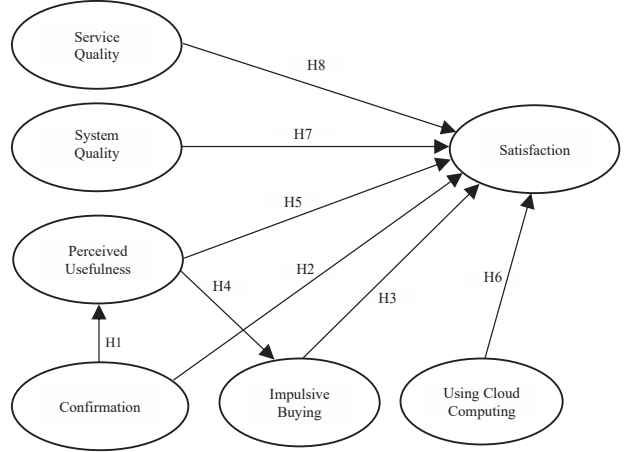 Service
Quality
H8
System
Quality
H7
Satisfaction
H5
Perceived
Usefulness
H2
H4
H3
H6
H1
Confirmation
Impulsive
Buying
Using Cloud
Computing